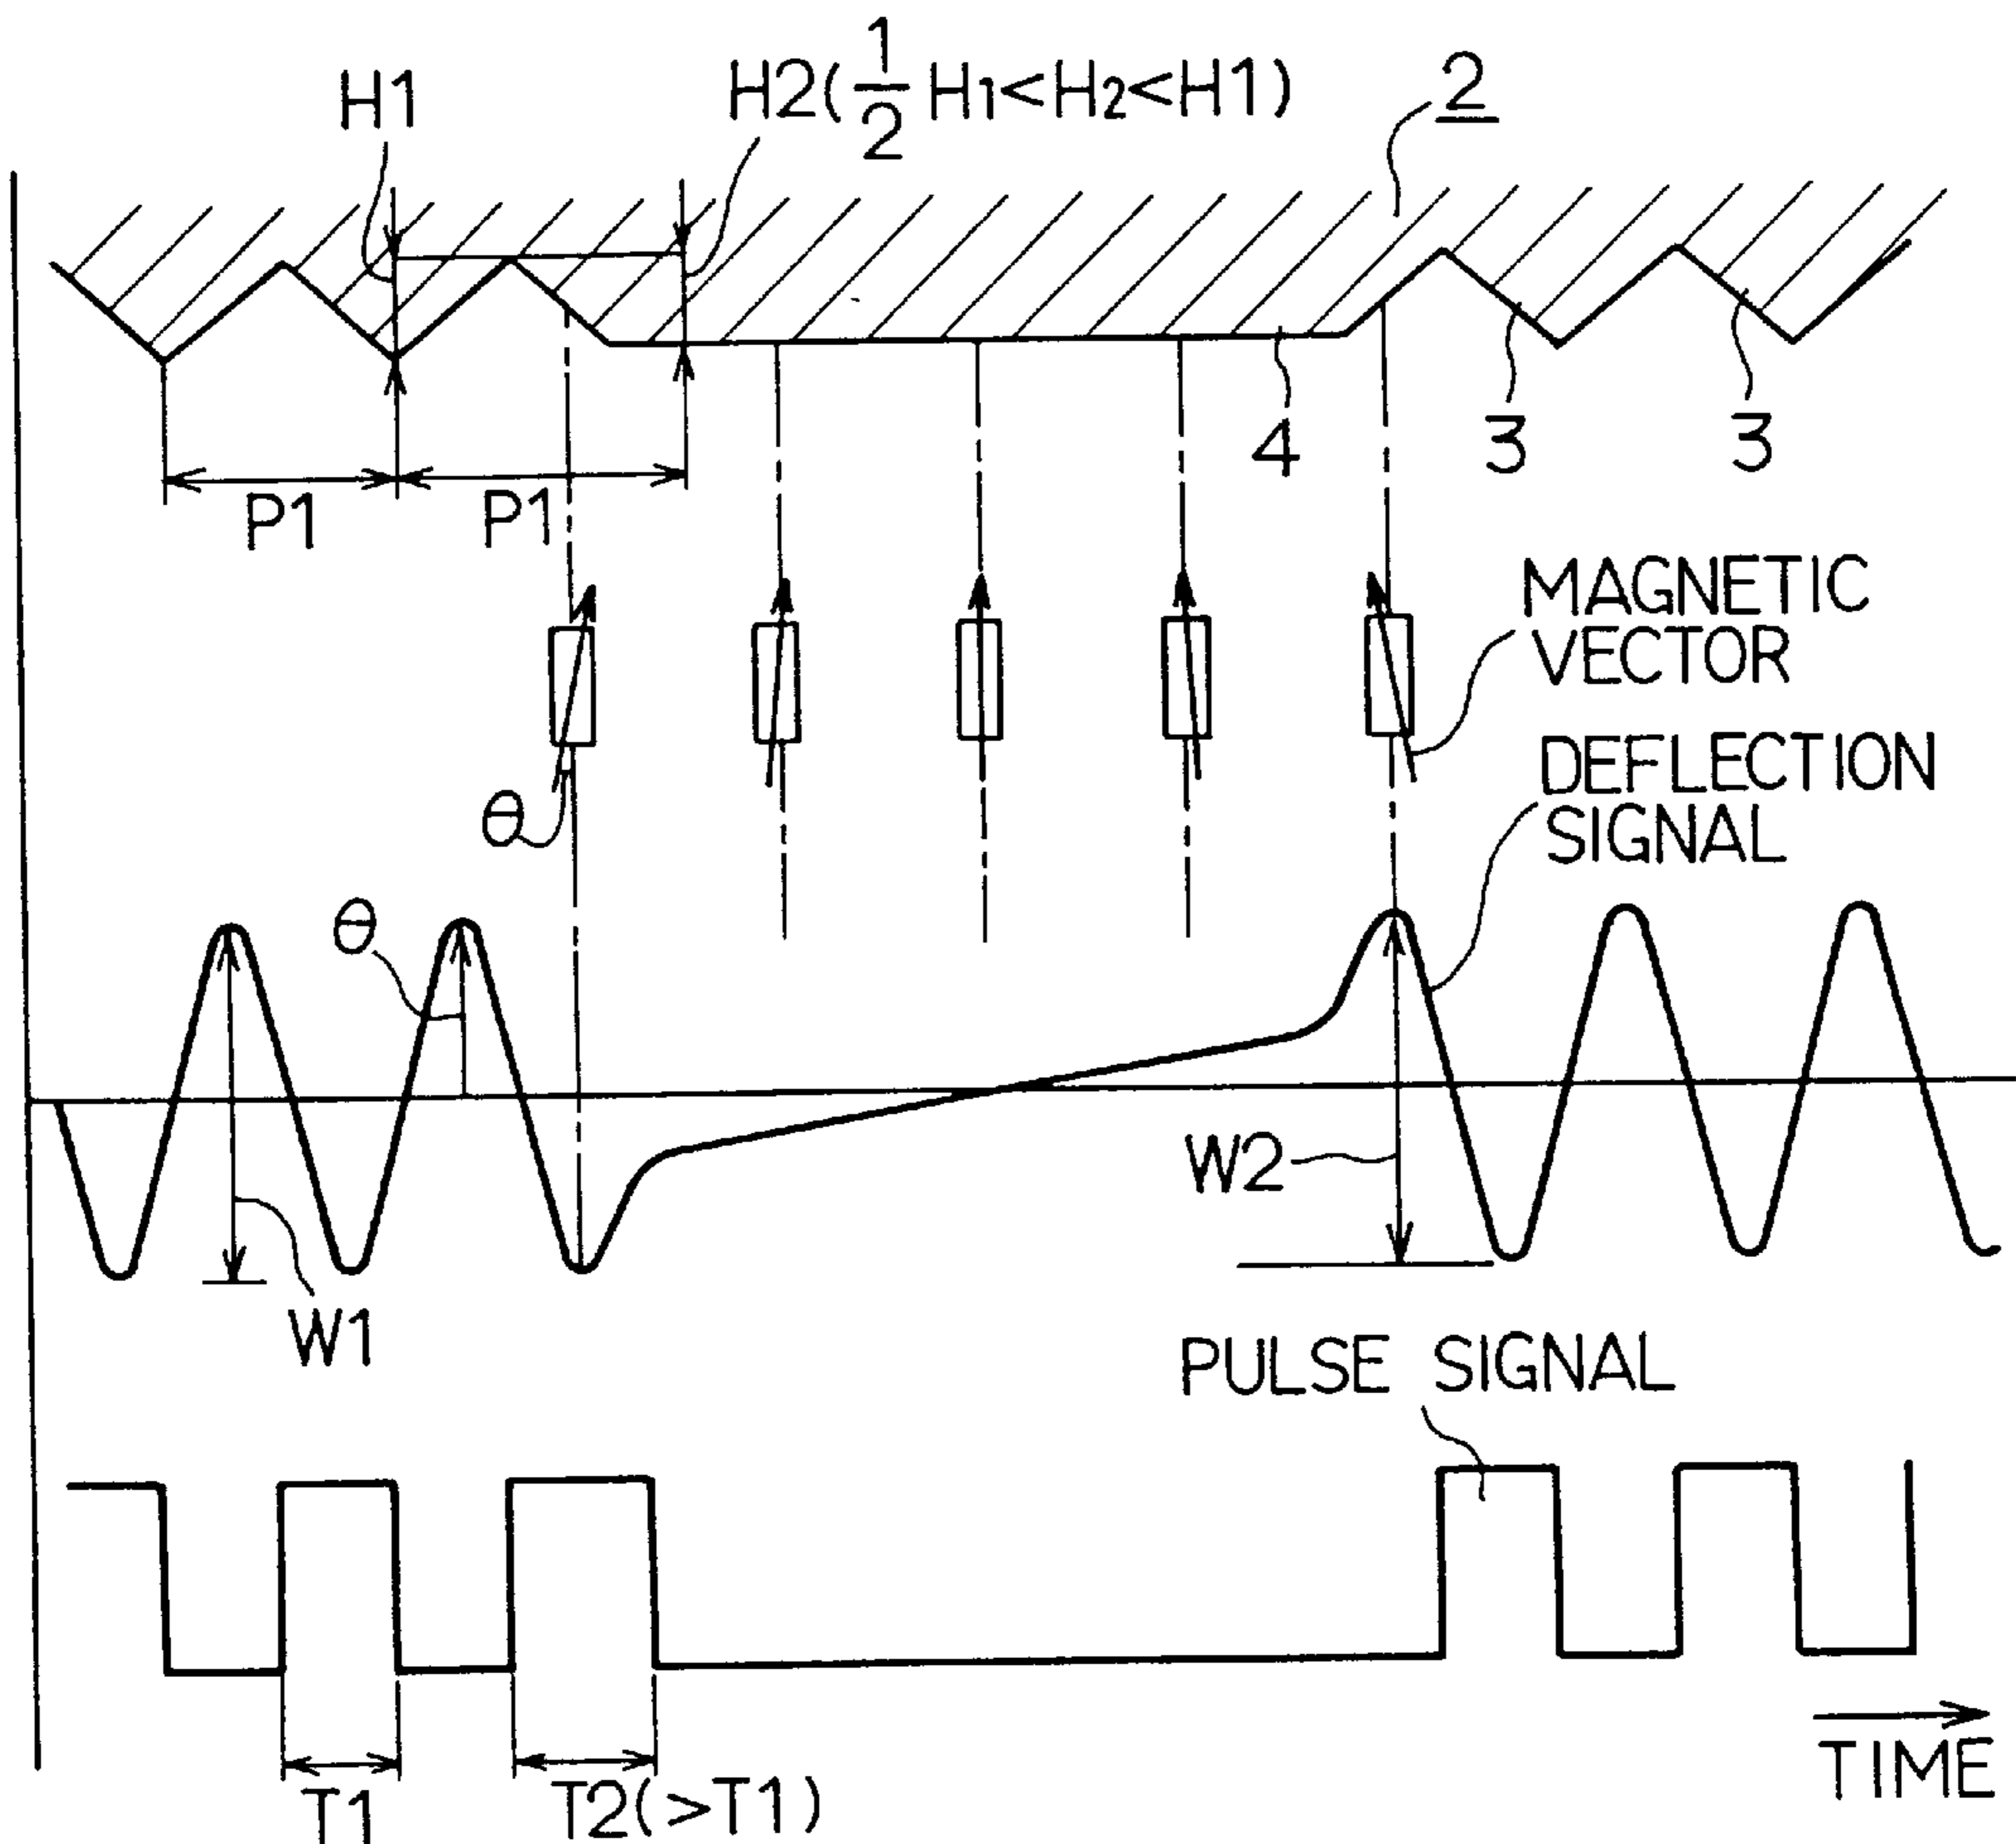 H1
H2(1/2 H1<H2<H1)
2
4
3
3
P1
P1
MAGNETIC
VECTOR
θ
DEFLECTION
SIGNAL
θ
W2
W1
PULSE SIGNAL
T1
T2(>T1)
TIME